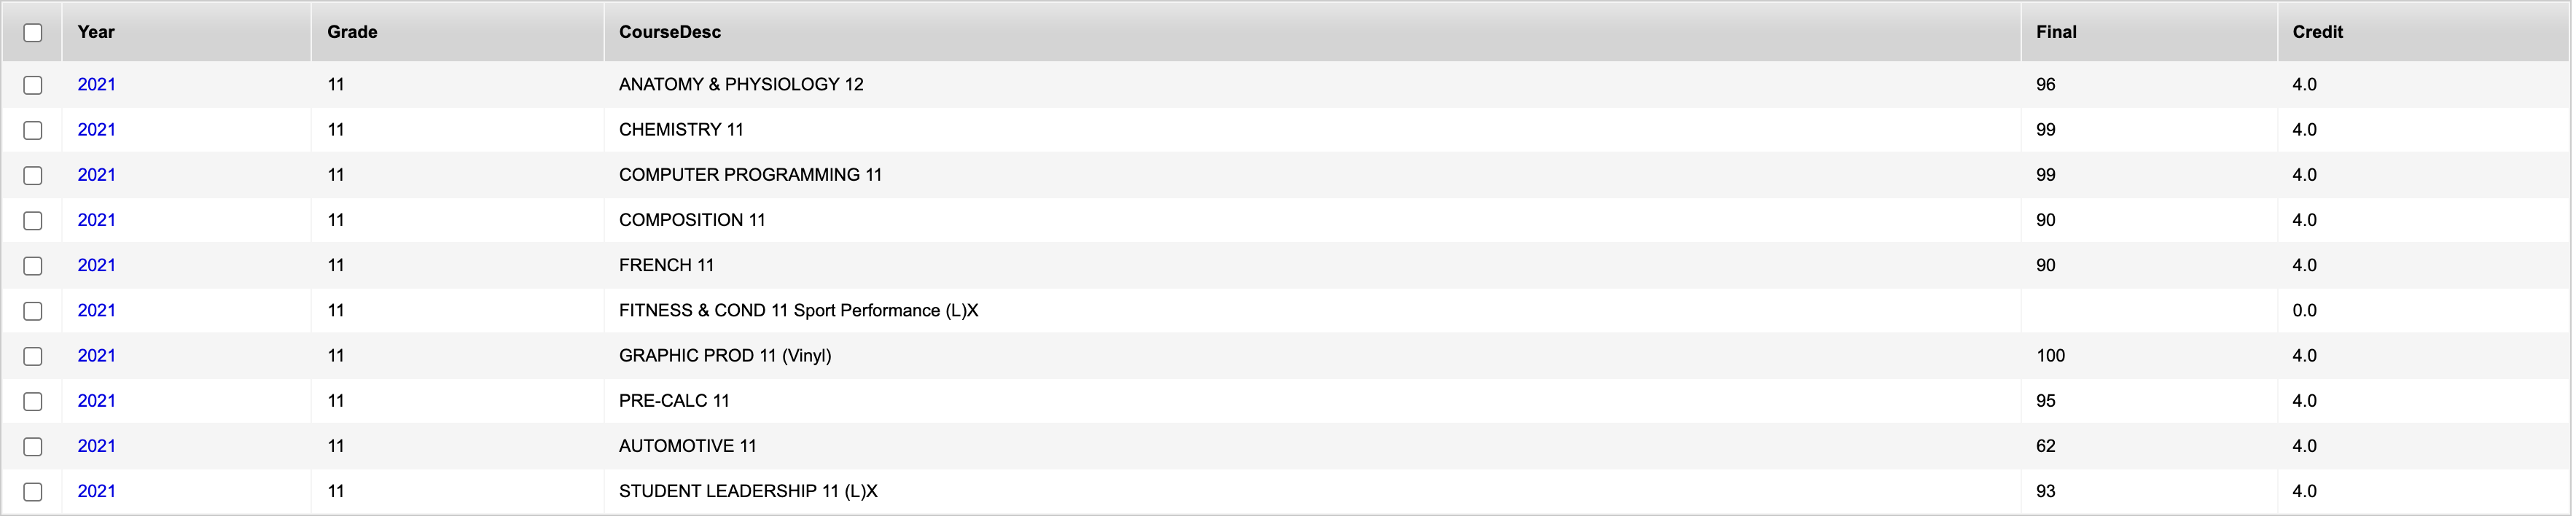 Year Grade CourseDesc Final Credit
2021 11 ANATOMY & PHYSIOLOGY 12 96 4.0
2021 11 CHEMISTRY 11 99 4.0
2021 11 COMPUTER PROGRAMMING 11 99 4.0
2021 11 COMPOSITION 11 90 4.0
2021 11 FRENCH 11 90 4.0
2021 11 FITNESS & COND 11 Sport Performance (L)X 0.0
2021 11 GRAPHIC PROD 11 (Vinyl) 100 4.0
2021 11 PRE-CALC 11 95 4.0
2021 11 AUTOMOTIVE 11 62 4.0
2021 11 STUDENT LEADERSHIP 11 (L)X 93 4.0